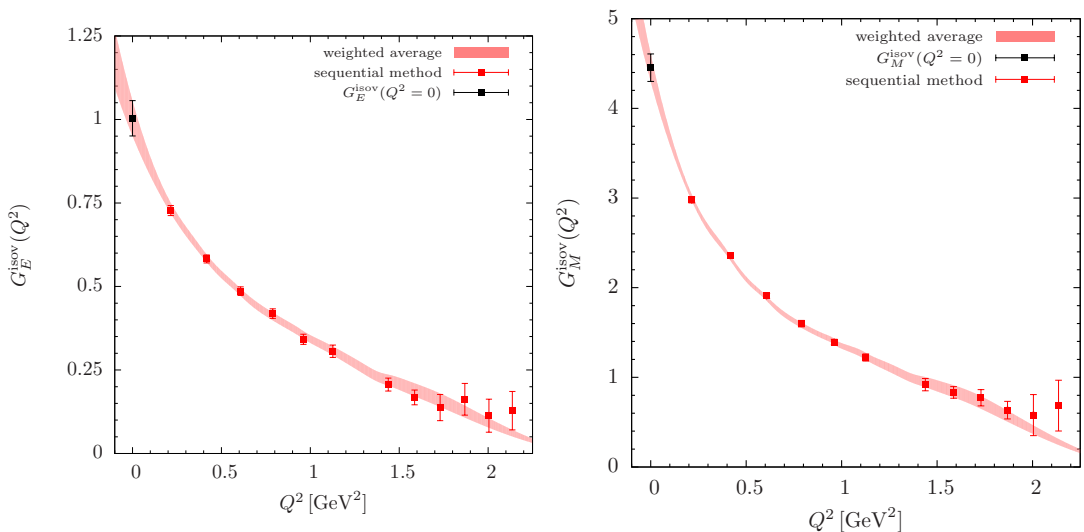 1.25
1
0.75
0.5
0.25
0
0
0.5
1
1.5
2
G_E^isov(Q^2)
Q^2 [GeV^2]
weighted average
sequential method
G_E^isov(Q^2 = 0)
5
4
3
2
1
0
0
0.5
1
1.5
2
G_M^isov(Q^2)
Q^2 [GeV^2]
weighted average
G_M^isov(Q^2 = 0)
sequential method